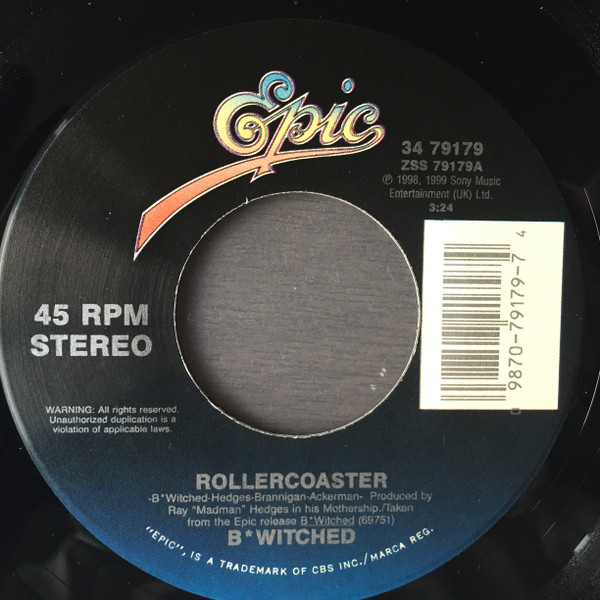 Epic
34 79179
ZSS 79179A
℗ 1998, 1999 Sony Music
Entertainment (UK) Ltd.
3:24
45 RPM
STEREO
0 9870-79179-7 4
WARNING: All rights reserved.
Unauthorized duplication is a
violation of applicable laws.
ROLLERCOASTER
-B*Witched-Hedges-Brannigan-Ackerman- Produced by
Ray "Madman" Hedges in his Mothership./Taken
from the Epic release B*Witched (69751)
B*WITCHED
"EPIC", IS A TRADEMARK OF CBS INC./MARCA REG.